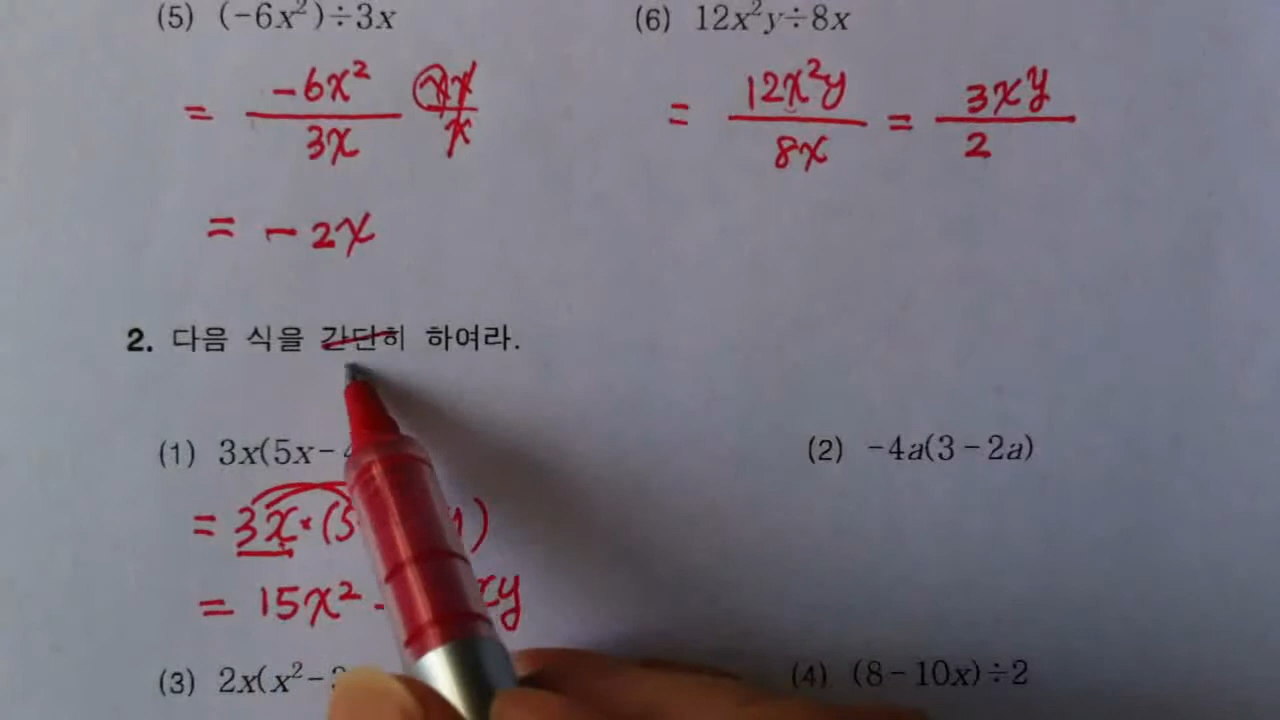 (5) (-6x²)÷3x
(6) 12x²y÷8x
= -6x²/3x xx/x
= 12x²y/8x = 3xy/2
= -2x
2. 다음 식을 간단히 하여라.
(1) 3x(5x-
(2) -4a(3-2a)
= 3x·(5 )
= 15x² - xy
(3) 2x(x²-
(4) (8-10x)÷2